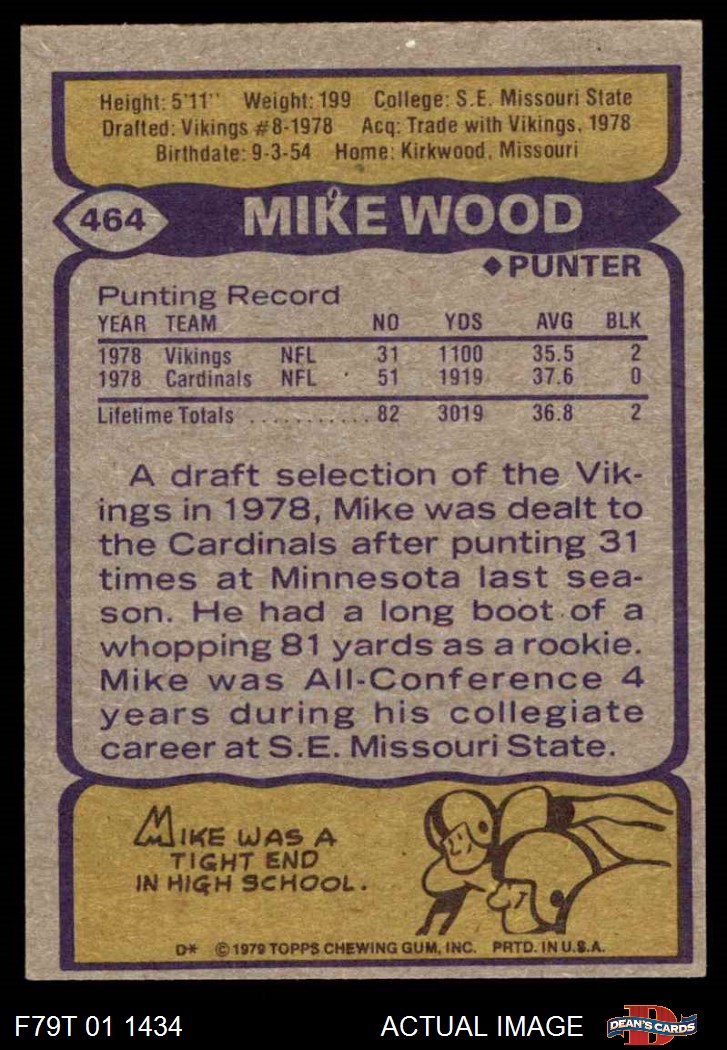 Height: 5'11" Weight: 199 College: S.E. Missouri State
Drafted: Vikings #8-1978 Acq: Trade with Vikings, 1978
Birthdate: 9-3-54 Home: Kirkwood, Missouri
464 MIKE WOOD
◆PUNTER
Punting Record
YEAR TEAM NO YDS AVG BLK
1978 Vikings NFL 31 1100 35.5 2
1978 Cardinals NFL 51 1919 37.6 0
Lifetime Totals ........... 82 3019 36.8 2
A draft selection of the Vik-
ings in 1978, Mike was dealt to
the Cardinals after punting 31
times at Minnesota last sea-
son. He had a long boot of a
whopping 81 yards as a rookie.
Mike was All-Conference 4
years during his collegiate
career at S.E. Missouri State.
MIKE WAS A
TIGHT END
IN HIGH SCHOOL.
D* © 1979 TOPPS CHEWING GUM, INC. PRTD. IN U.S.A.
F79T 01 1434 ACTUAL IMAGE D DEAN'S CARDS